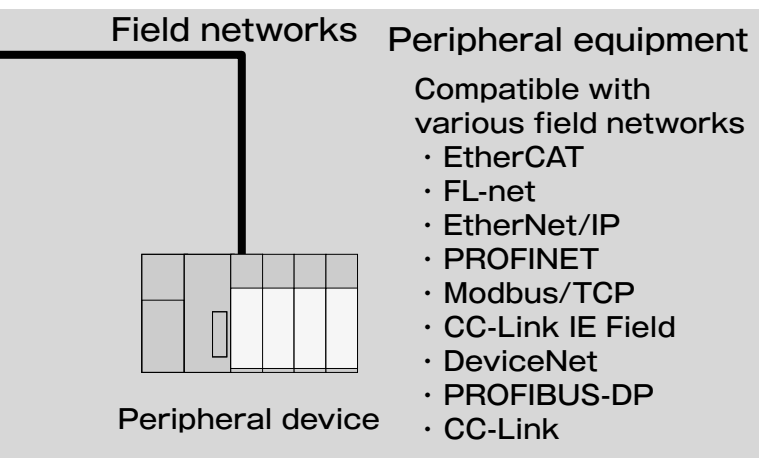 Field networks
Peripheral equipment
Compatible with
various field networks
・EtherCAT
・FL-net
・EtherNet/IP
・PROFINET
・Modbus/TCP
・CC-Link IE Field
・DeviceNet
・PROFIBUS-DP
・CC-Link
Peripheral device